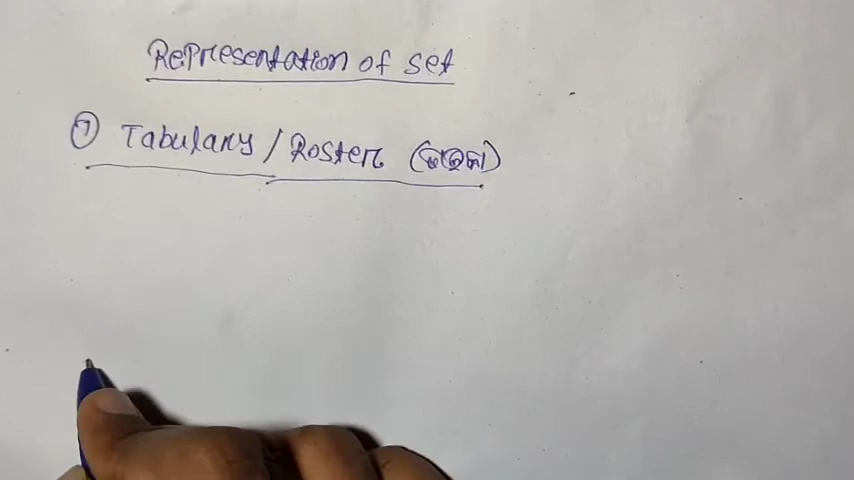 Representation of set
① Tabulary / Roster (ତାଲିକା)